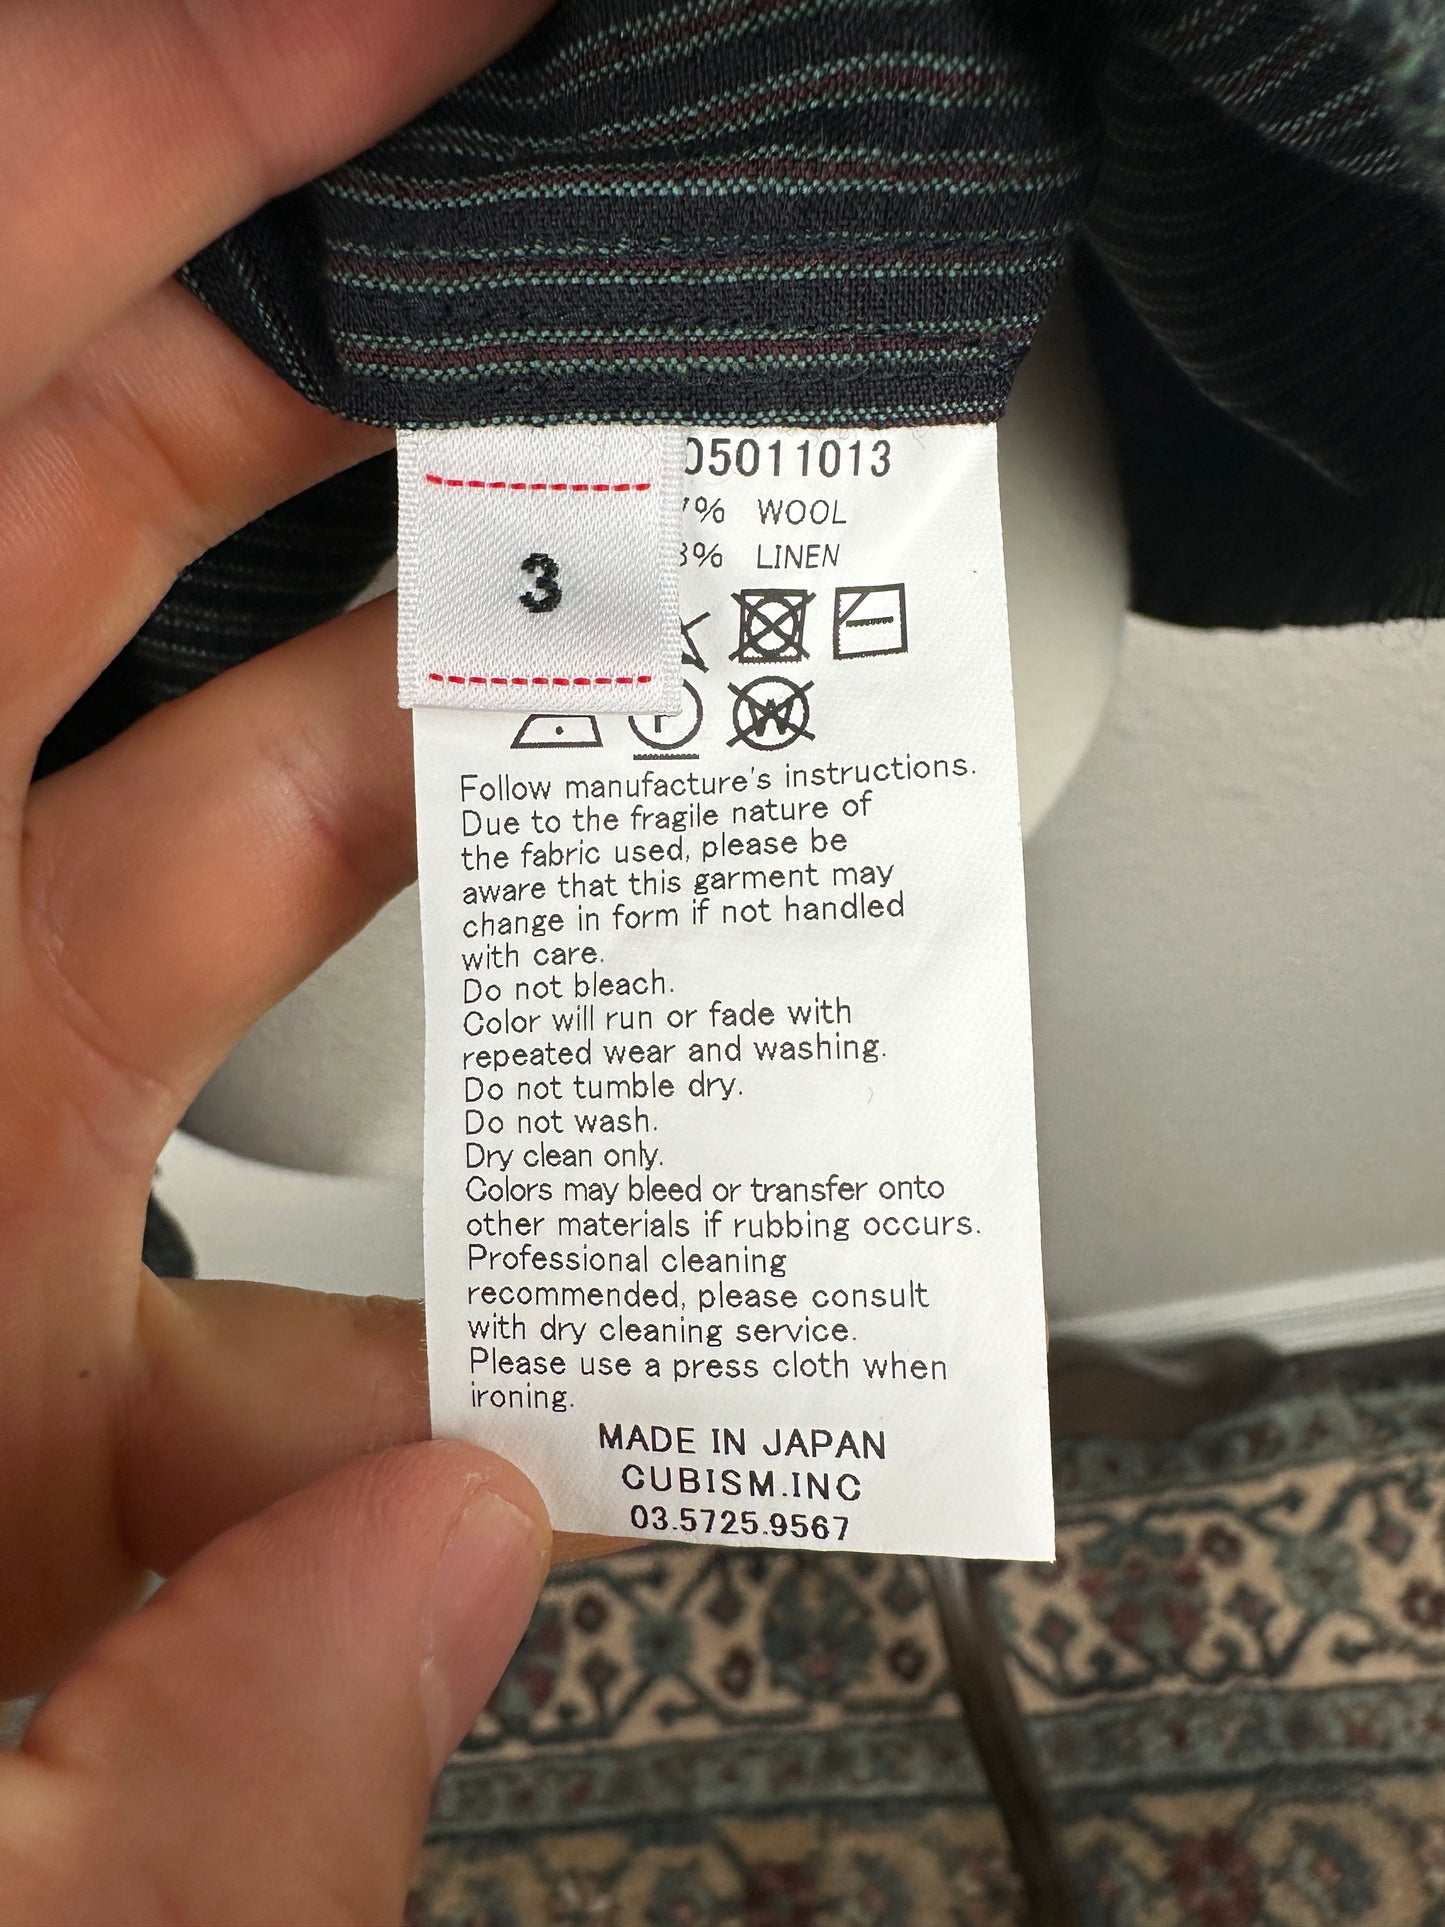 05011013
% WOOL
3% LINEN
3
Follow manufacture's instructions.
Due to the fragile nature of
the fabric used, please be
aware that this garment may
change in form if not handled
with care.
Do not bleach.
Color will run or fade with
repeated wear and washing.
Do not tumble dry.
Do not wash.
Dry clean only.
Colors may bleed or transfer onto
other materials if rubbing occurs.
Professional cleaning
recommended, please consult
with dry cleaning service.
Please use a press cloth when
ironing.
MADE IN JAPAN
CUBISM.INC
03.5725.9567